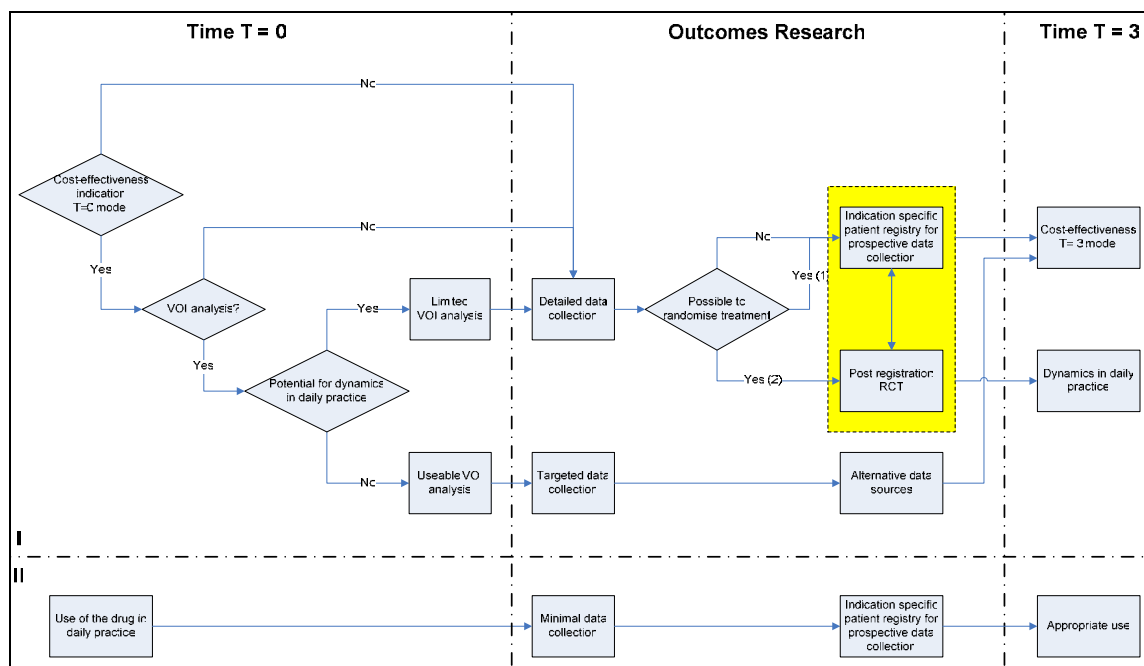 Time T = 0
Outcomes Research
Time T = 3
Nc
Cost-effectiveness
indication
T=C mode
Nc
Indication specific
patient registry for
prospective data
collection
Cost-effectiveness
T= 3 mode
Nc
Yes
Yes (1)
VOI analysis?
Yes
Limitec
VOI analysis
Detailed data
collection
Possible to
randomise treatment
Yes
Potential for dynamics
in daily practice
Yes (2)
Post registration
RCT
Dynamics in daily
practice
Nc
Useable VO
analysis
Targeted data
collection
Alternative data
sources
I
II
Use of the drug in
daily practice
Minimal data
collection
Indication specific
patient registry for
prospective data
collection
Appropriate use